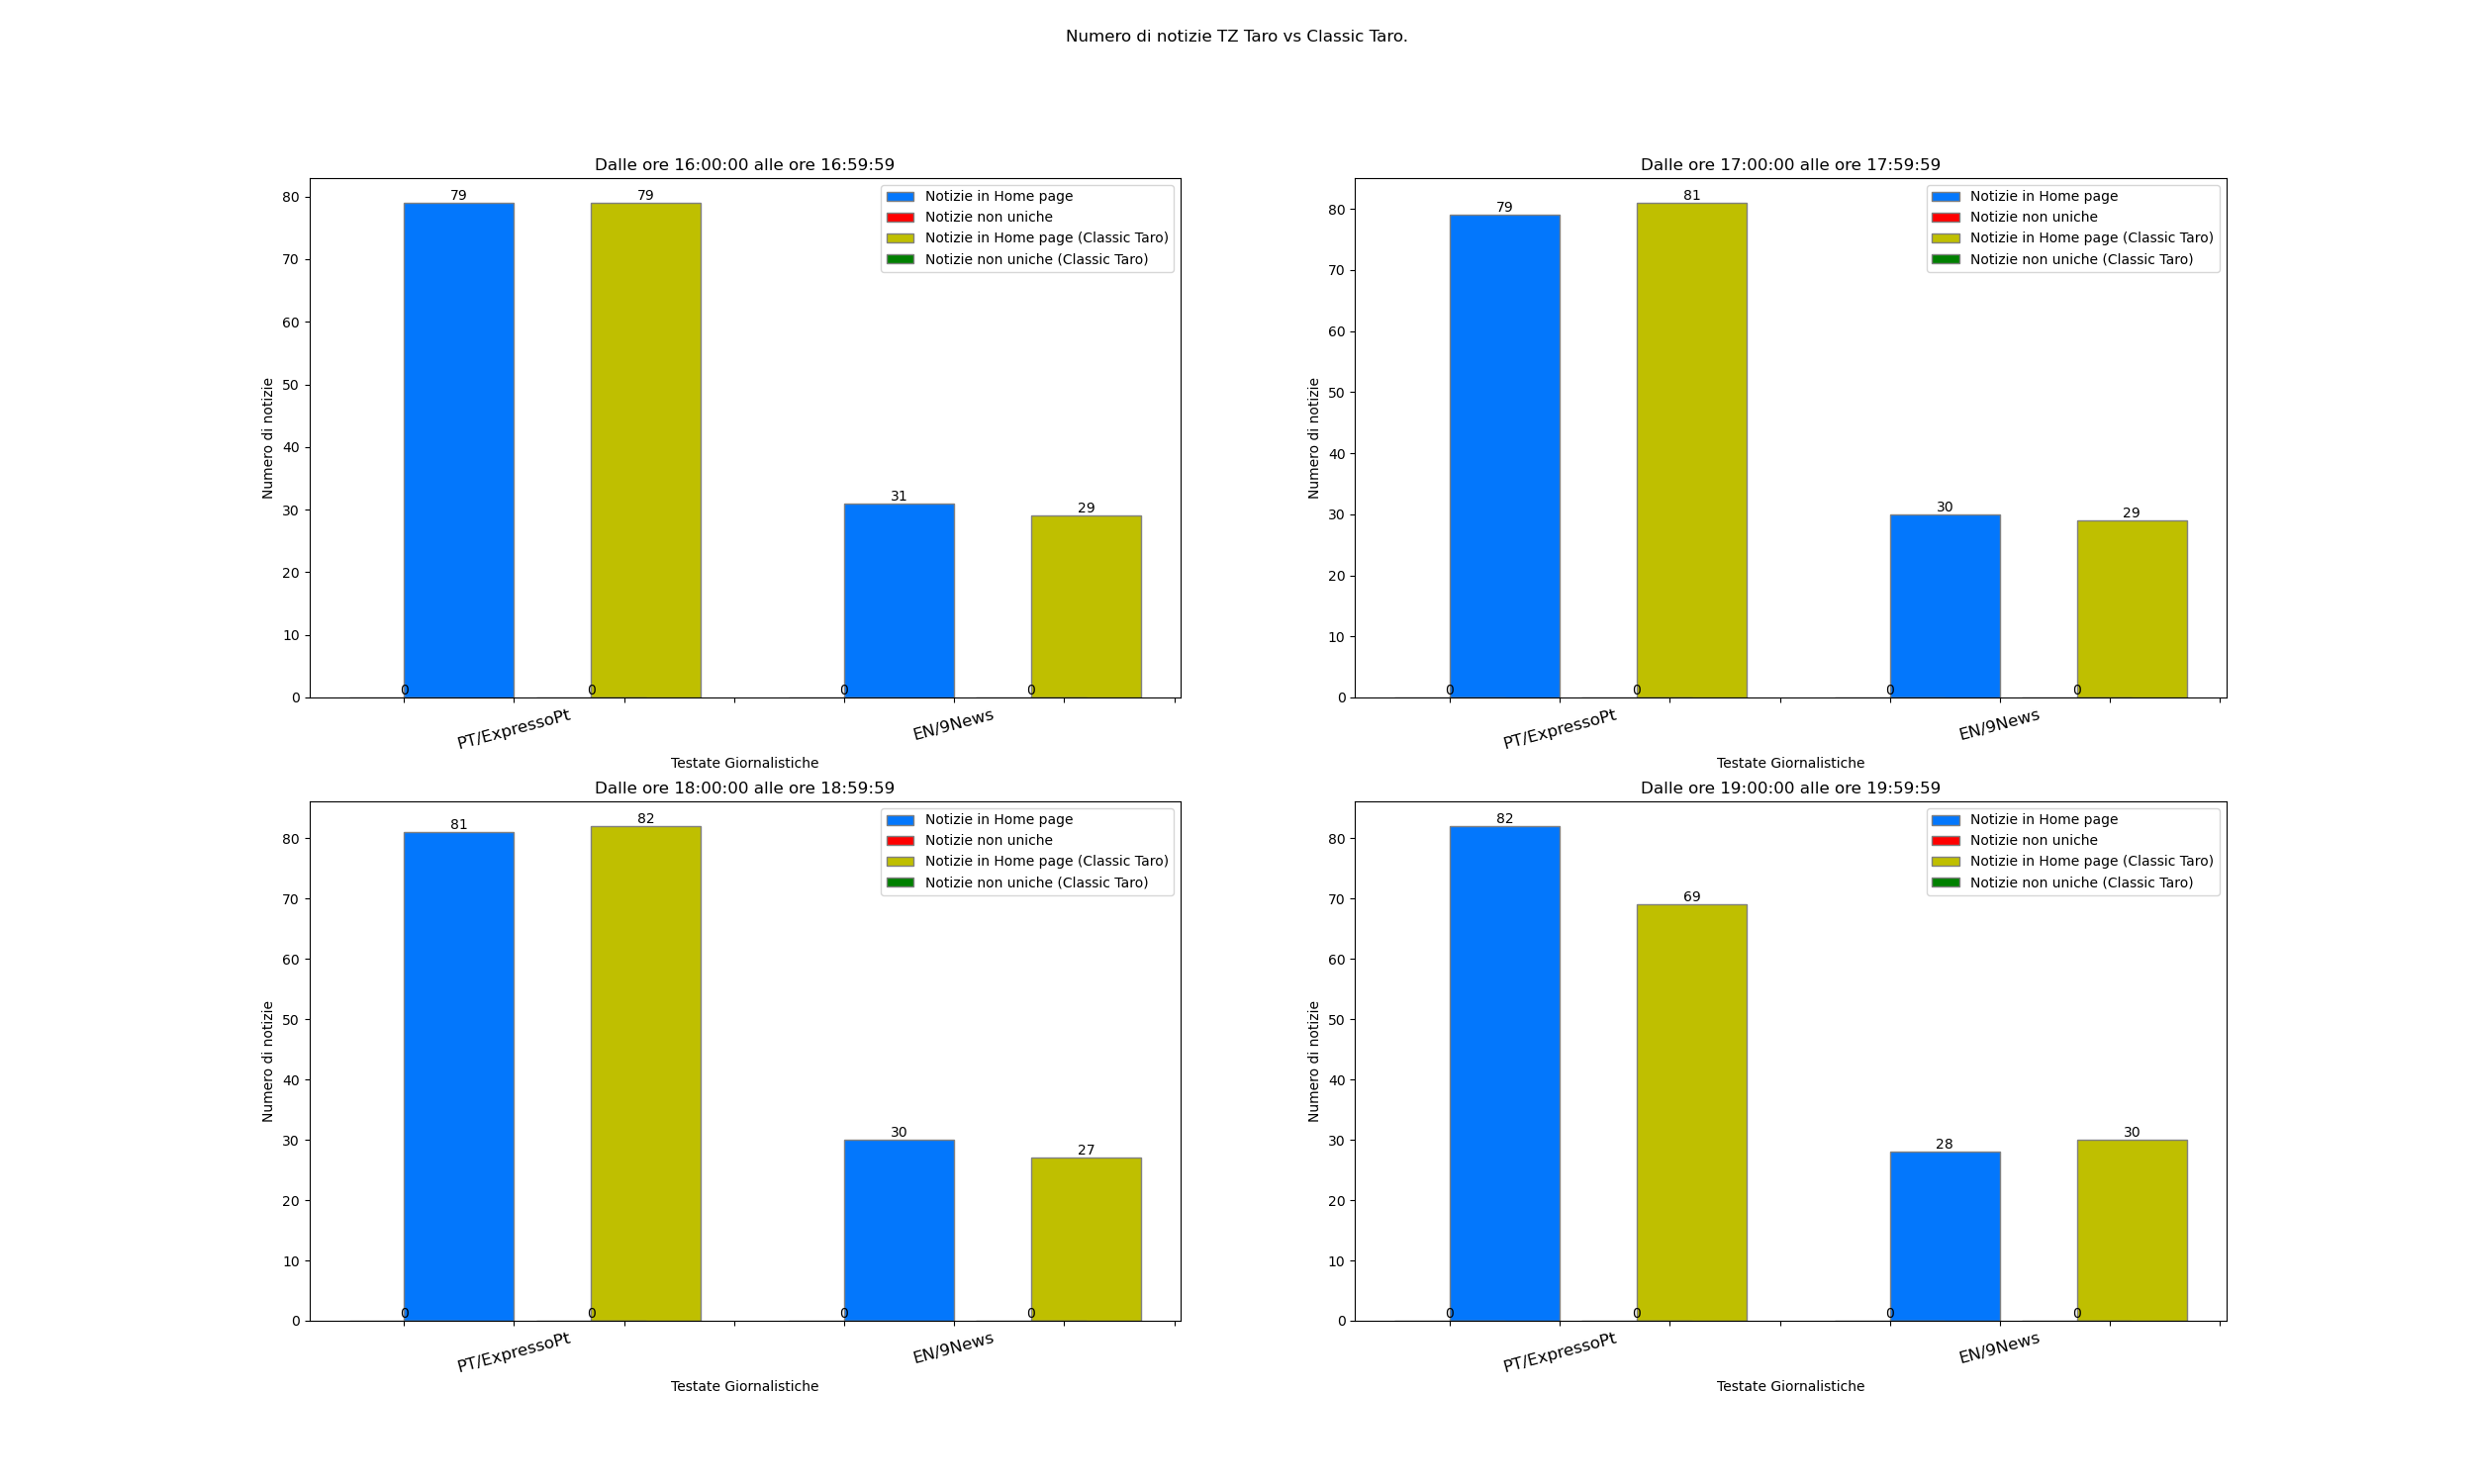 Numero di notizie TZ Taro vs Classic Taro.
Dalle ore 16:00:00 alle ore 16:59:59
Numero di notizie
80
70
60
50
40
30
20
10
0
79
79
31
29
0
0
0
0
Notizie in Home page
Notizie non uniche
Notizie in Home page (Classic Taro)
Notizie non uniche (Classic Taro)
PT/ExpressoPt
EN/9News
Testate Giornalistiche
Dalle ore 17:00:00 alle ore 17:59:59
Numero di notizie
80
70
60
50
40
30
20
10
0
79
81
30
29
0
0
0
0
Notizie in Home page
Notizie non uniche
Notizie in Home page (Classic Taro)
Notizie non uniche (Classic Taro)
PT/ExpressoPt
EN/9News
Testate Giornalistiche
Dalle ore 18:00:00 alle ore 18:59:59
Numero di notizie
80
70
60
50
40
30
20
10
0
81
82
30
27
0
0
0
0
Notizie in Home page
Notizie non uniche
Notizie in Home page (Classic Taro)
Notizie non uniche (Classic Taro)
PT/ExpressoPt
EN/9News
Testate Giornalistiche
Dalle ore 19:00:00 alle ore 19:59:59
Numero di notizie
80
70
60
50
40
30
20
10
0
82
69
28
30
0
0
0
0
Notizie in Home page
Notizie non uniche
Notizie in Home page (Classic Taro)
Notizie non uniche (Classic Taro)
PT/ExpressoPt
EN/9News
Testate Giornalistiche